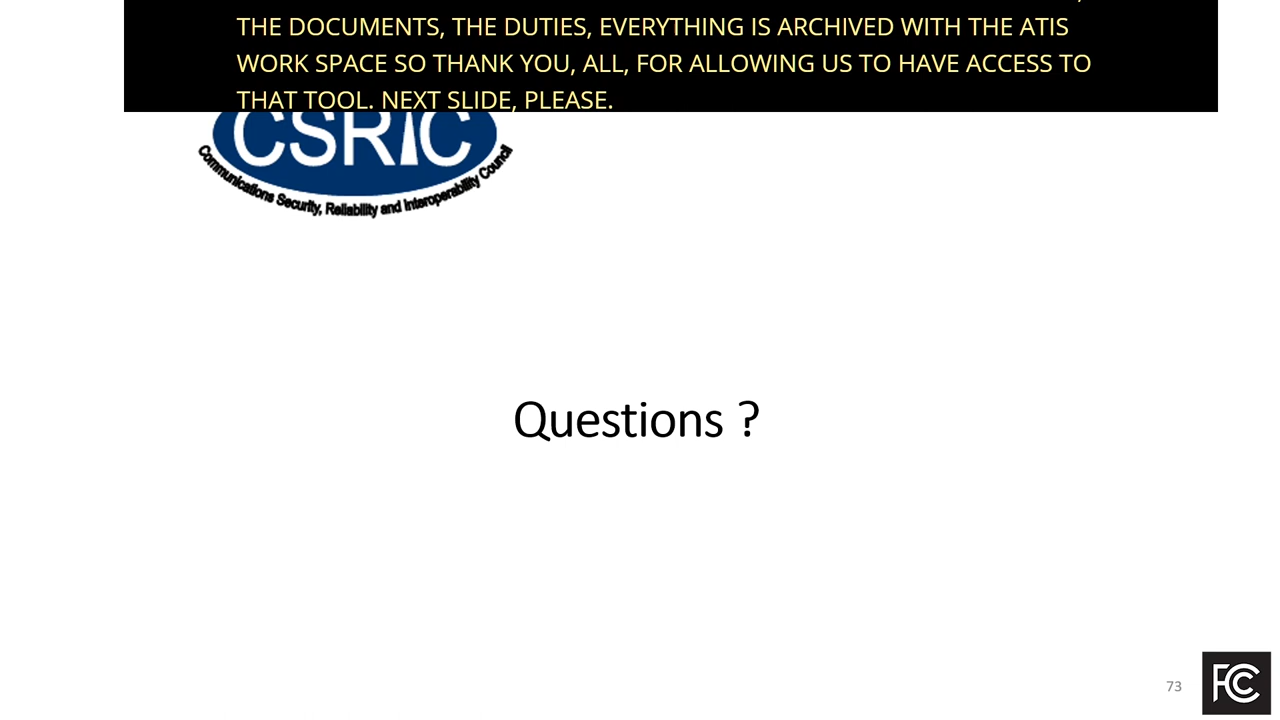 THE DOCUMENTS, THE DUTIES, EVERYTHING IS ARCHIVED WITH THE ATIS
WORK SPACE SO THANK YOU, ALL, FOR ALLOWING US TO HAVE ACCESS TO
THAT TOOL. NEXT SLIDE, PLEASE.
CSRIC
Communications Security, Reliability and Interoperability Council
Questions ?
73
FCC